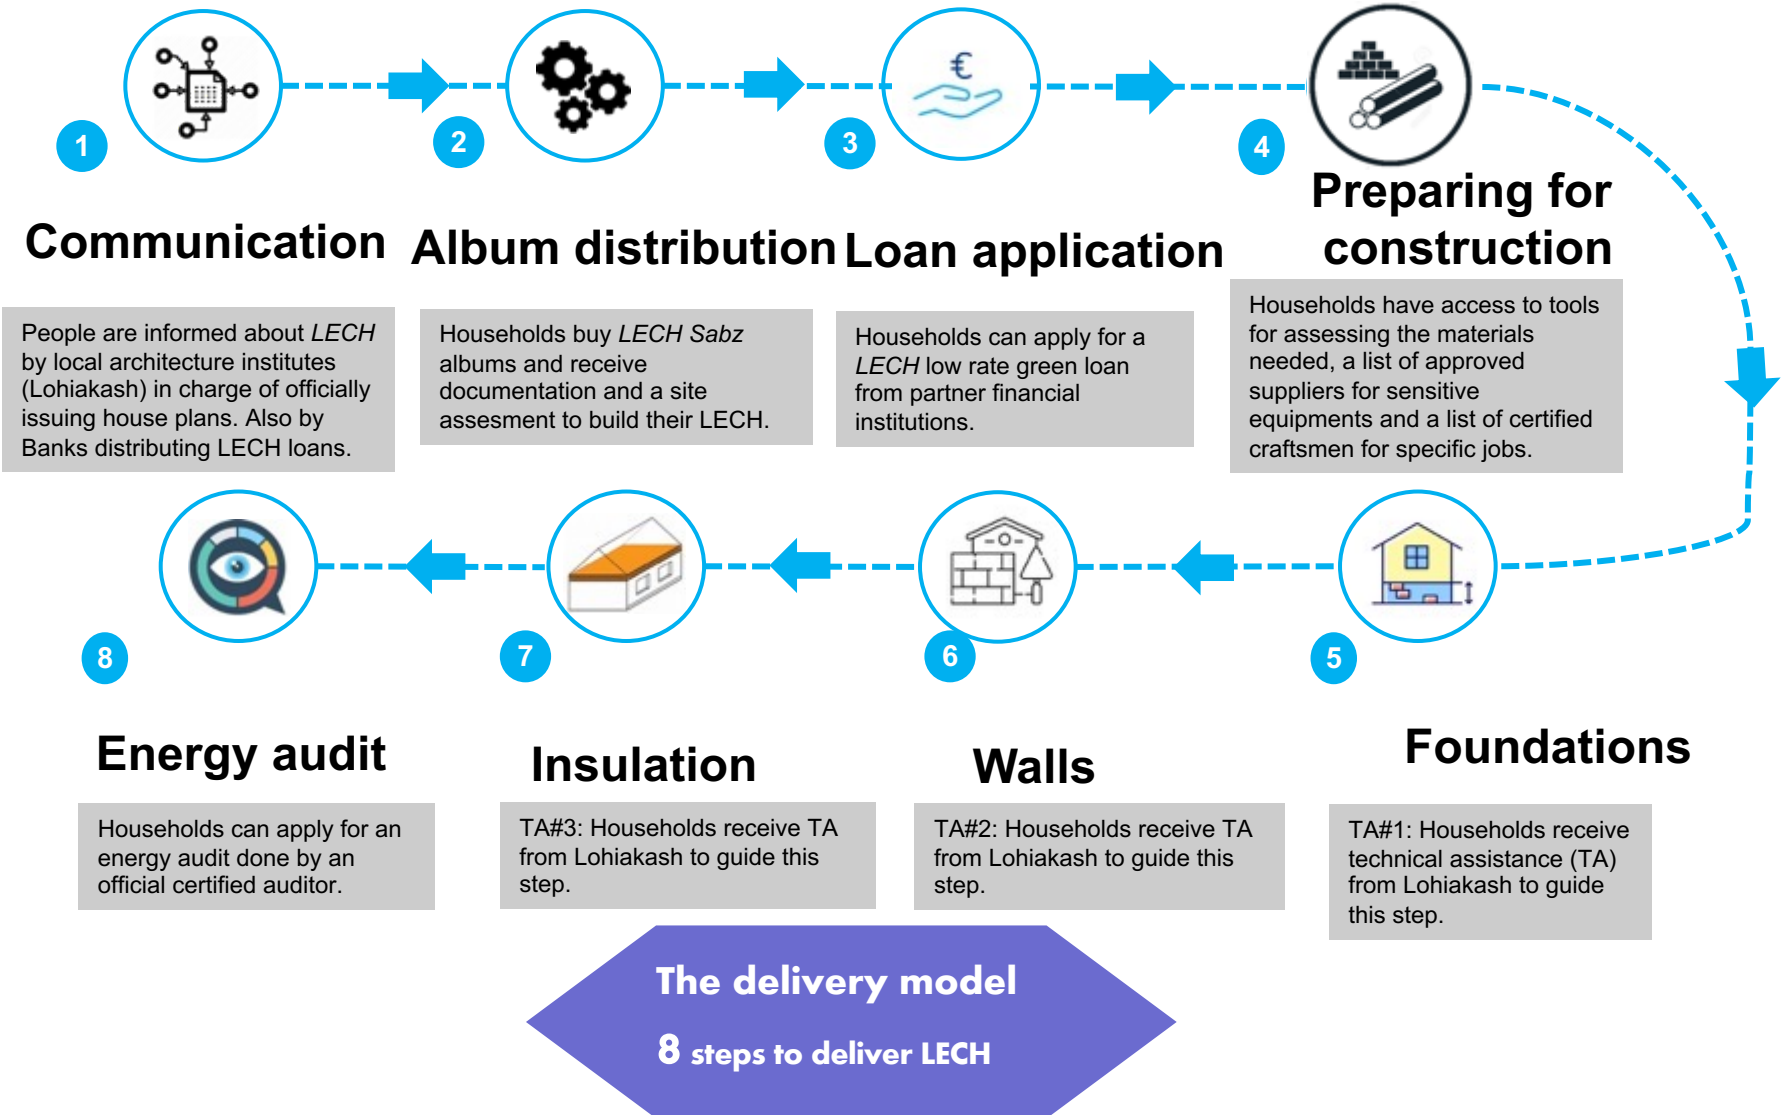 1
Communication
People are informed about LECH
by local architecture institutes
(Lohiakash) in charge of officially
issuing house plans. Also by
Banks distributing LECH loans.
2
Album distribution
Households buy LECH Sabz
albums and receive
documentation and a site
assesment to build their LECH.
3
€
Loan application
Households can apply for a
LECH low rate green loan
from partner financial
institutions.
4
Preparing for
construction
Households have access to tools
for assessing the materials
needed, a list of approved
suppliers for sensitive
equipments and a list of certified
craftsmen for specific jobs.
5
Foundations
TA#1: Households receive
technical assistance (TA)
from Lohiakash to guide
this step.
6
Walls
TA#2: Households receive TA
from Lohiakash to guide this
step.
7
Insulation
TA#3: Households receive TA
from Lohiakash to guide this
step.
8
Energy audit
Households can apply for an
energy audit done by an
official certified auditor.
The delivery model
8 steps to deliver LECH